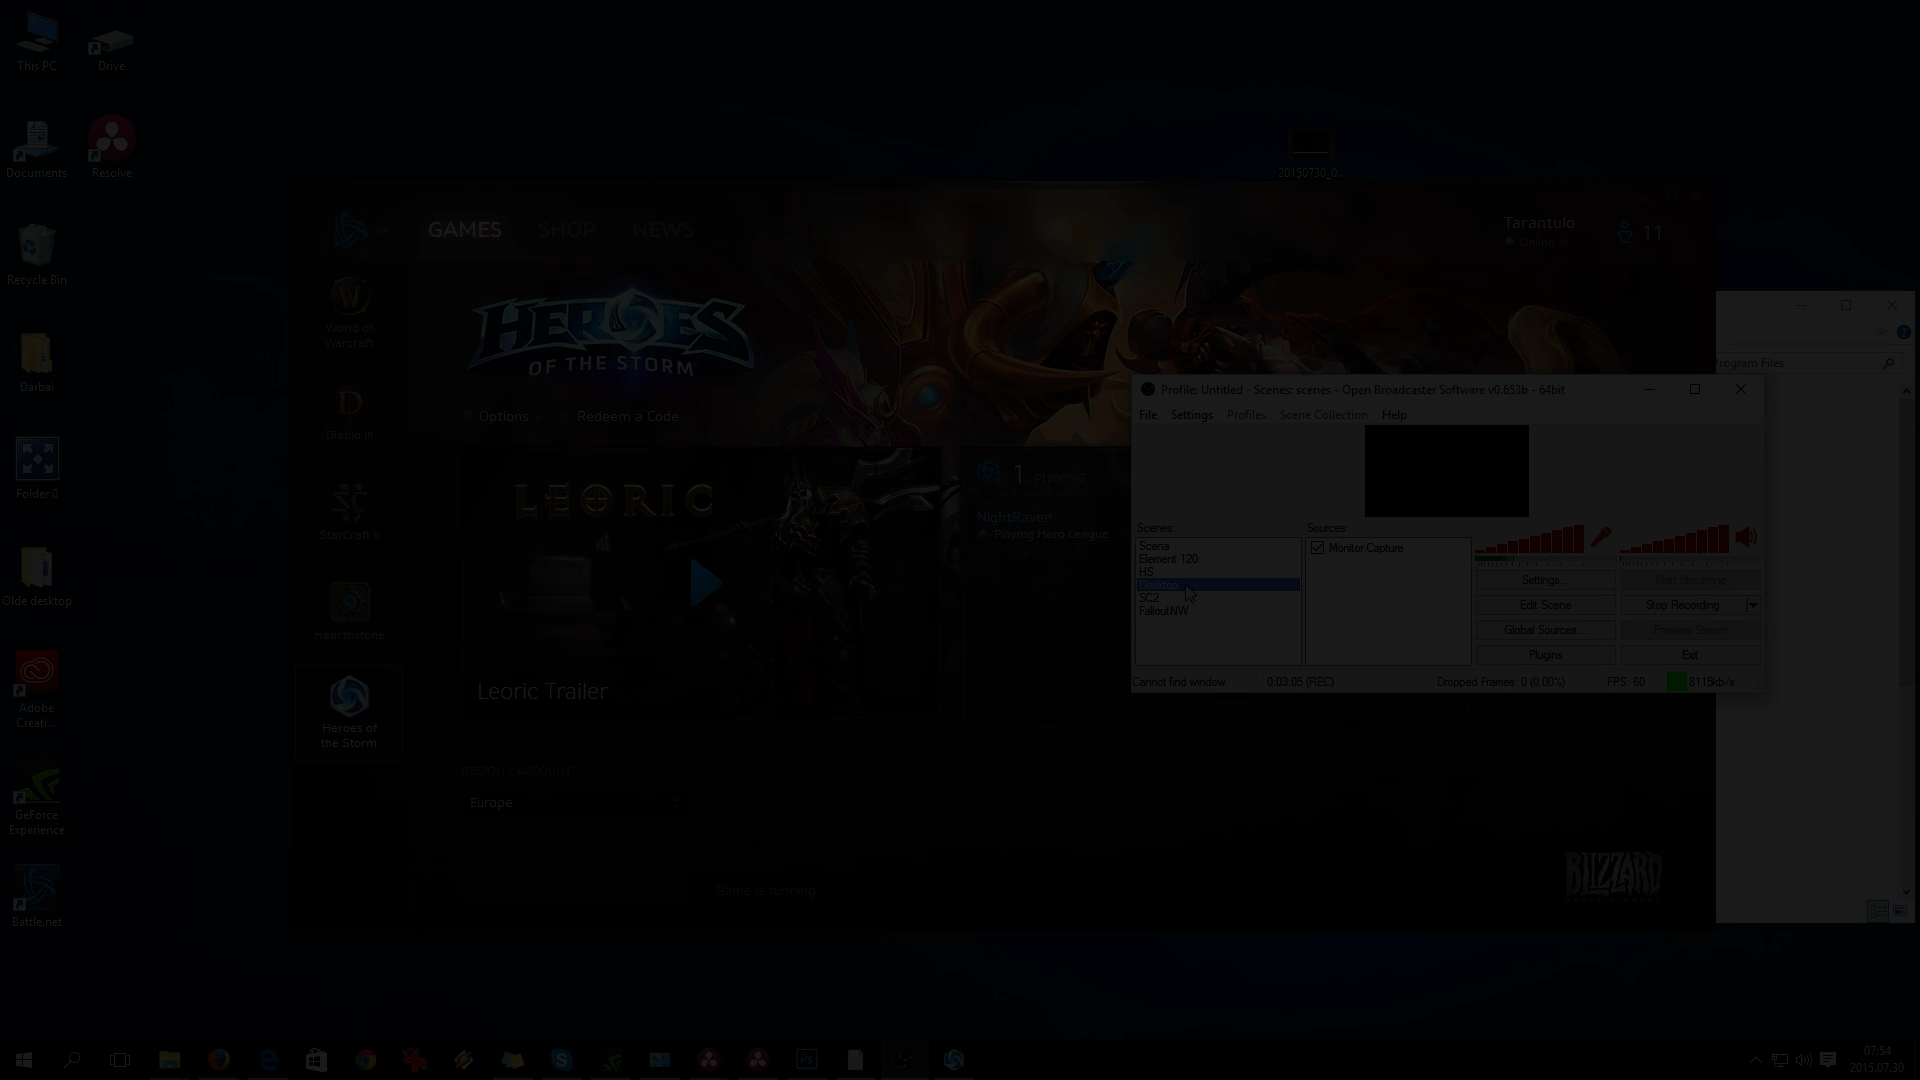 This PC
Drive
Documents
Resolve
Recycle Bin
Darbai
Folder 0
Olde desktop
Adobe
Creati...
GeForce
Experience
Battle.net
20150730_0...
GAMES
SHOP
NEWS
Tarantulo
Online
11
World of
Warcraft
Diablo III
StarCraft II
Hearthstone
Heroes of
the Storm
HEROES
OF THE STORM
Options
Redeem a Code
LEORIC
Leoric Trailer
1 PLAYING
NightRaven
Playing Hero League
REGION / ACCOUNT
Europe
Game is running
BLIZZARD
ENTERTAINMENT
Program Files
Profile: Untitled - Scenes: scenes - Open Broadcaster Software v0.653b - 64bit
File
Settings
Profiles
Scene Collection
Help
Scenes:
Scena
Element 120
HS
Desktop
SC2
FalloutNW
Sources:
Monitor Capture
Settings...
Start Streaming
Edit Scene
Stop Recording
Global Sources...
Preview Stream
Plugins
Exit
Cannot find window
0:03:05 (REC)
Dropped Frames: 0 (0.00%)
FPS: 60
8115kb/s
07:54
2015.07.30